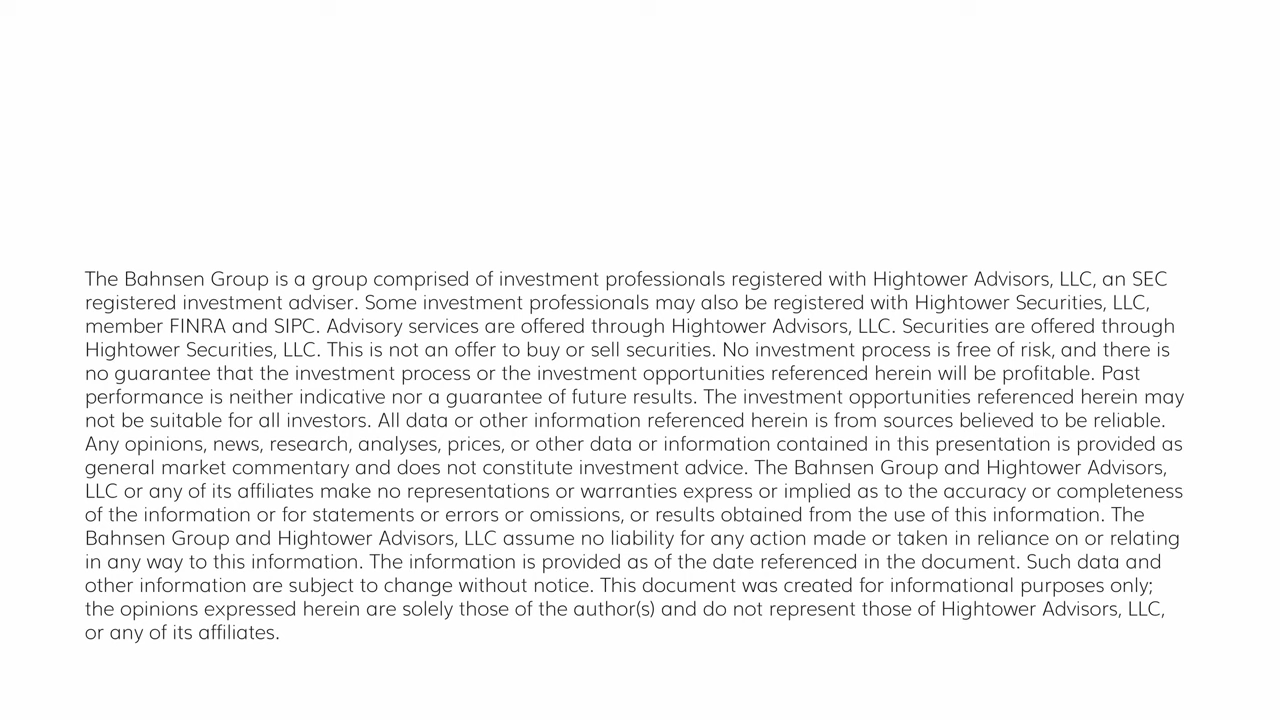 The Bahnsen Group is a group comprised of investment professionals registered with Hightower Advisors, LLC, an SEC
registered investment adviser. Some investment professionals may also be registered with Hightower Securities, LLC,
member FINRA and SIPC. Advisory services are offered through Hightower Advisors, LLC. Securities are offered through
Hightower Securities, LLC. This is not an offer to buy or sell securities. No investment process is free of risk, and there is
no guarantee that the investment process or the investment opportunities referenced herein will be profitable. Past
performance is neither indicative nor a guarantee of future results. The investment opportunities referenced herein may
not be suitable for all investors. All data or other information referenced herein is from sources believed to be reliable.
Any opinions, news, research, analyses, prices, or other data or information contained in this presentation is provided as
general market commentary and does not constitute investment advice. The Bahnsen Group and Hightower Advisors,
LLC or any of its affiliates make no representations or warranties express or implied as to the accuracy or completeness
of the information or for statements or errors or omissions, or results obtained from the use of this information. The
Bahnsen Group and Hightower Advisors, LLC assume no liability for any action made or taken in reliance on or relating
in any way to this information. The information is provided as of the date referenced in the document. Such data and
other information are subject to change without notice. This document was created for informational purposes only;
the opinions expressed herein are solely those of the author(s) and do not represent those of Hightower Advisors, LLC,
or any of its affiliates.